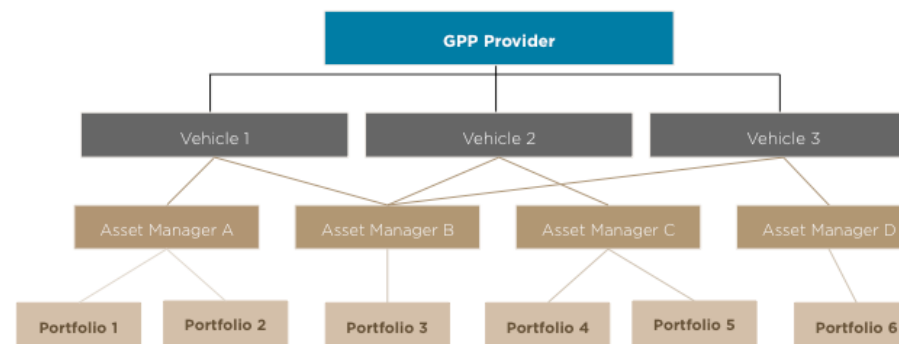 GPP Provider
Vehicle 1
Vehicle 2
Vehicle 3
Asset Manager A
Asset Manager B
Asset Manager C
Asset Manager D
Portfolio 1
Portfolio 2
Portfolio 3
Portfolio 4
Portfolio 5
Portfolio 6